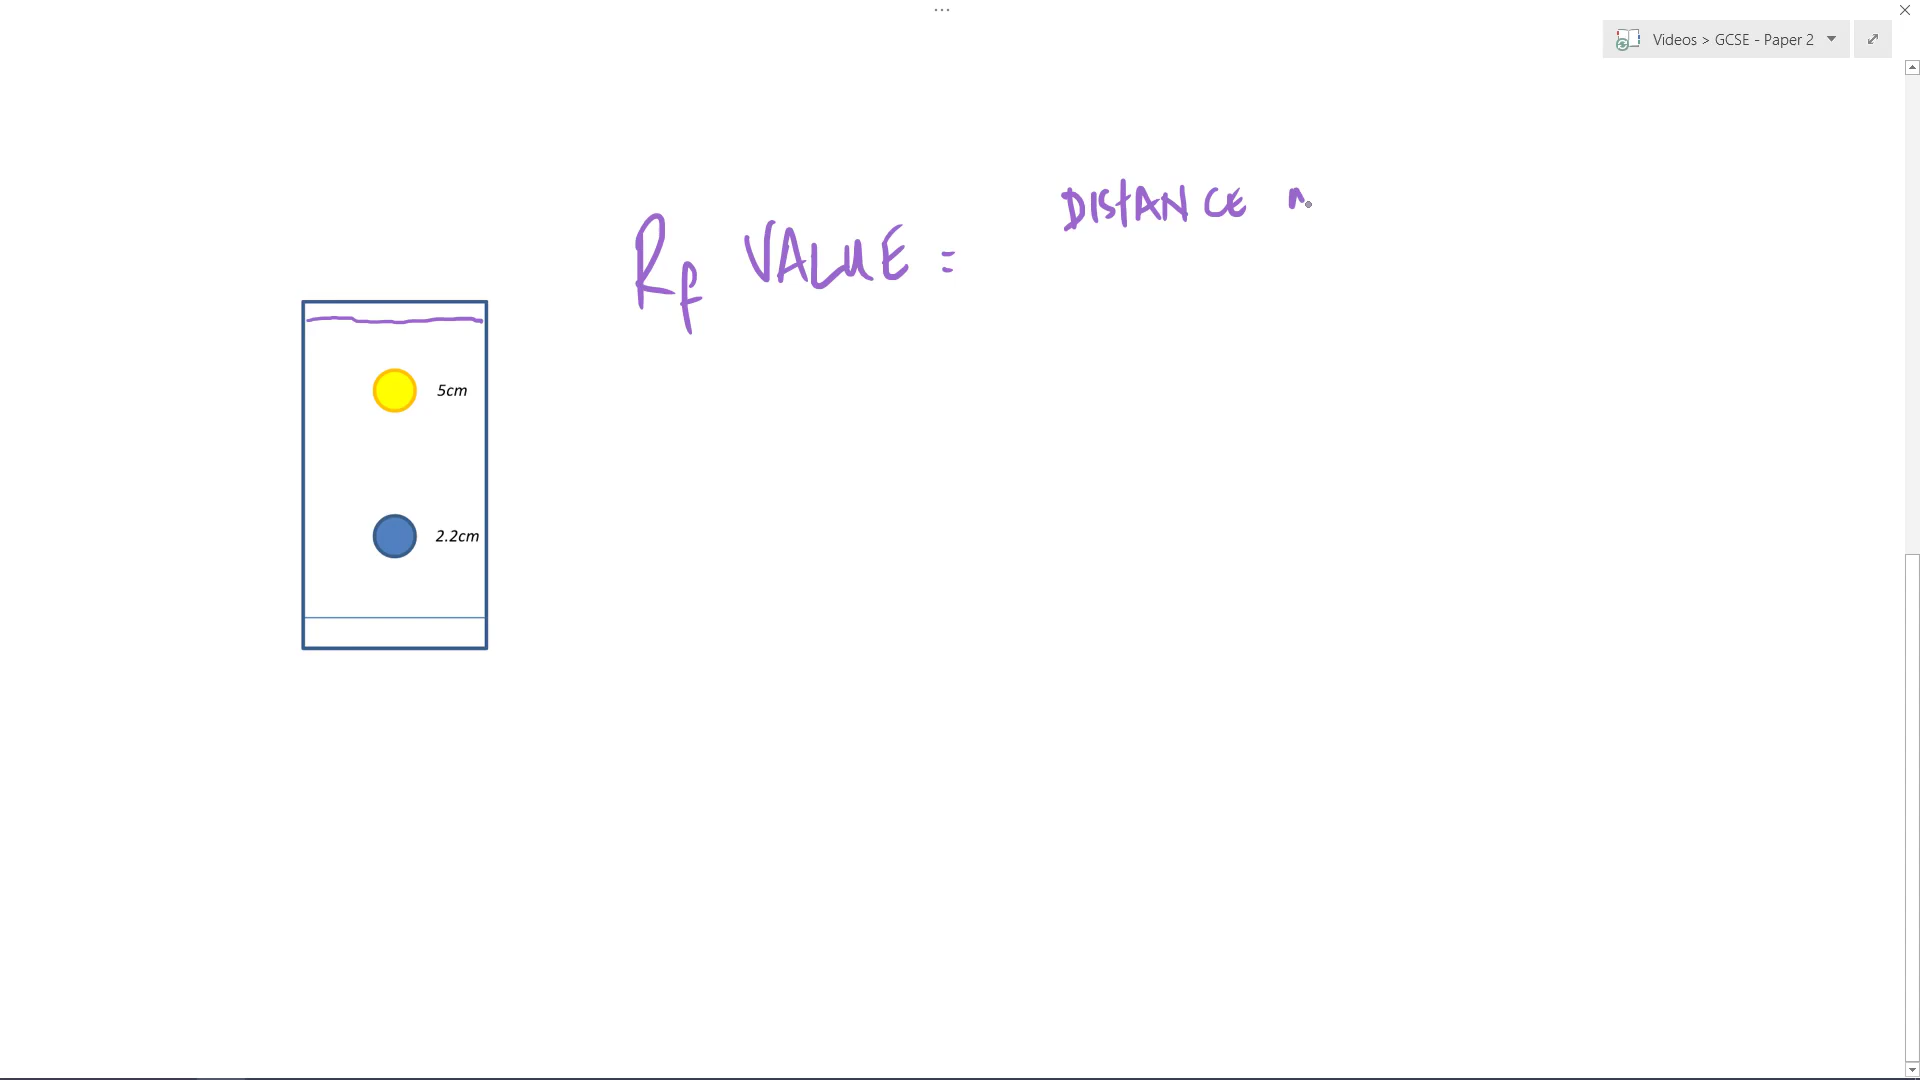 Videos > GCSE - Paper 2
DISTANCE
Rf VALUE =
5cm
2.2cm